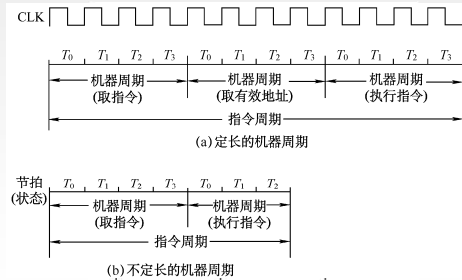 CLK
T0 T1 T2 T3 T0 T1 T2 T3 T0 T1 T2 T3
机器周期 机器周期 机器周期
(取指令) (取有效地址) (执行指令)
指令周期
(a)定长的机器周期
节拍 T0 T1 T2 T3 T0 T1 T2
(状态)
机器周期 机器周期
(取指令) (执行指令)
指令周期
(b)不定长的机器周期